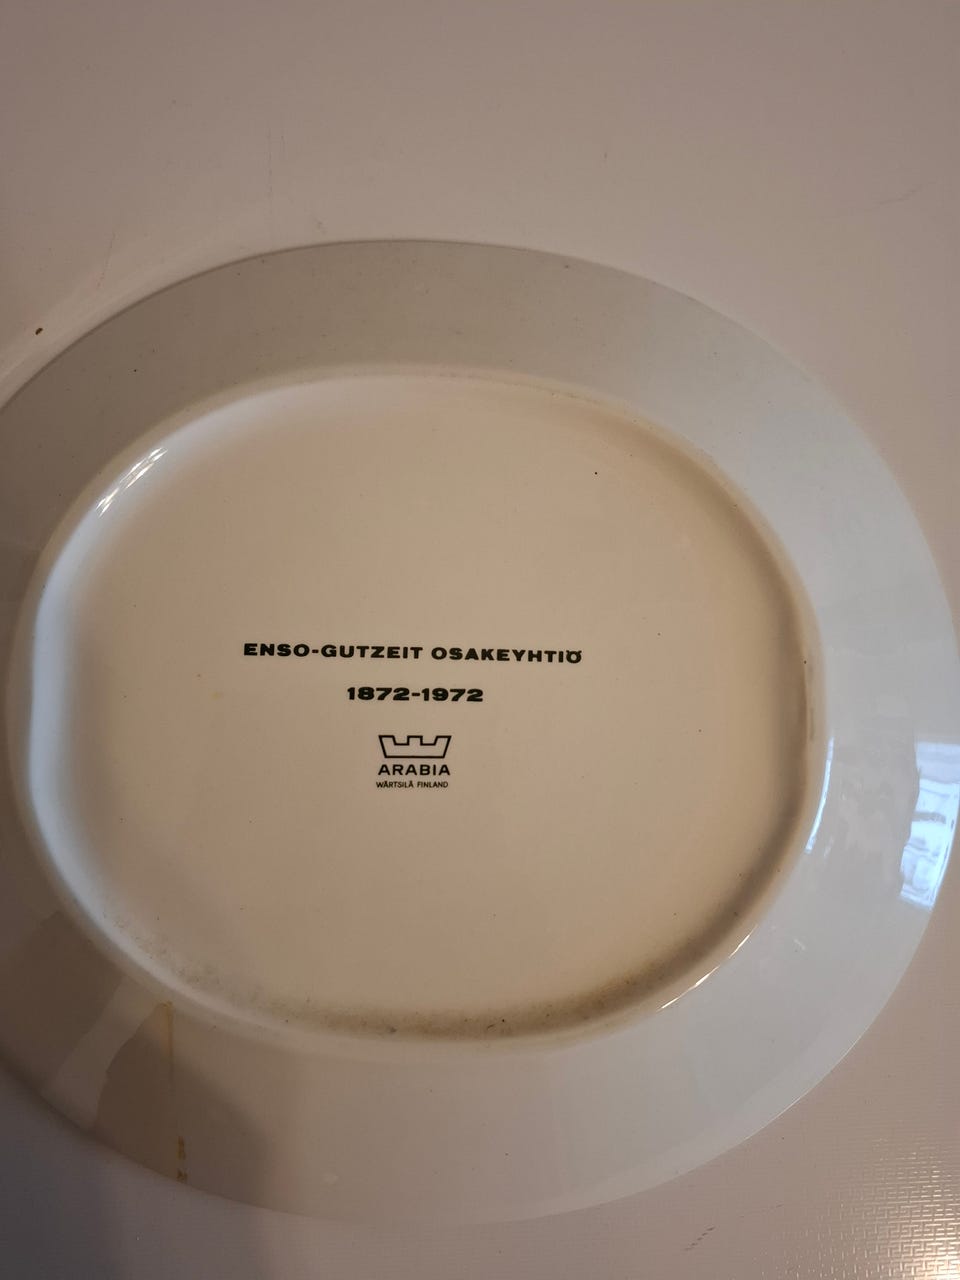 ENSO-GUTZEIT OSAKEYHTIÖ
1872-1972
ARABIA
WÄRTSILÄ FINLAND